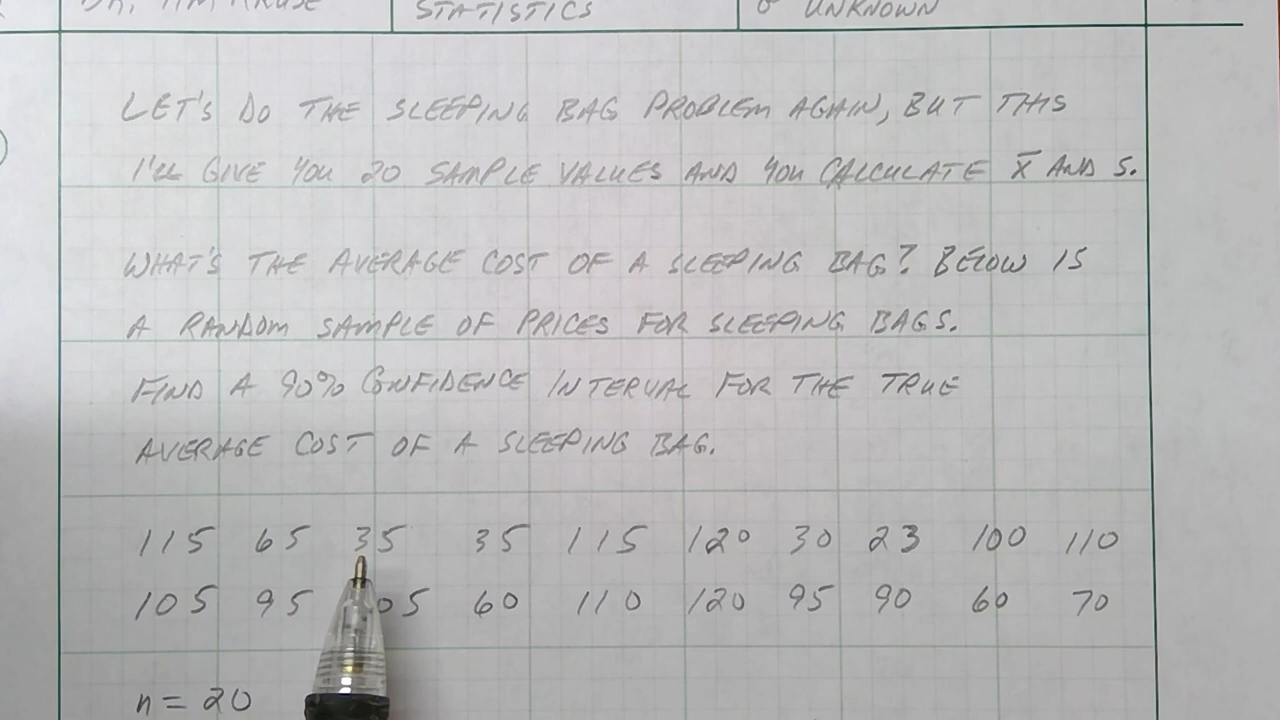 STATISTICS
σ UNKNOWN
LET'S DO THE SLEEPING BAG PROBLEM AGAIN, BUT THIS
I'LL GIVE YOU 20 SAMPLE VALUES AND YOU CALCULATE x̄ AND S.
WHAT'S THE AVERAGE COST OF A SLEEPING BAG? BELOW IS
A RANDOM SAMPLE OF PRICES FOR SLEEPING BAGS.
FIND A 90% CONFIDENCE INTERVAL FOR THE TRUE
AVERAGE COST OF A SLEEPING BAG.
115 65 35 35 115 120 30 23 100 110
105 95 05 60 110 120 95 90 60 70
n = 20